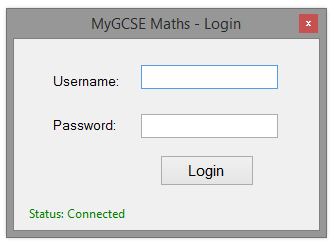 MyGCSE Maths - Login
x
Username:
Password:
Login
Status: Connected